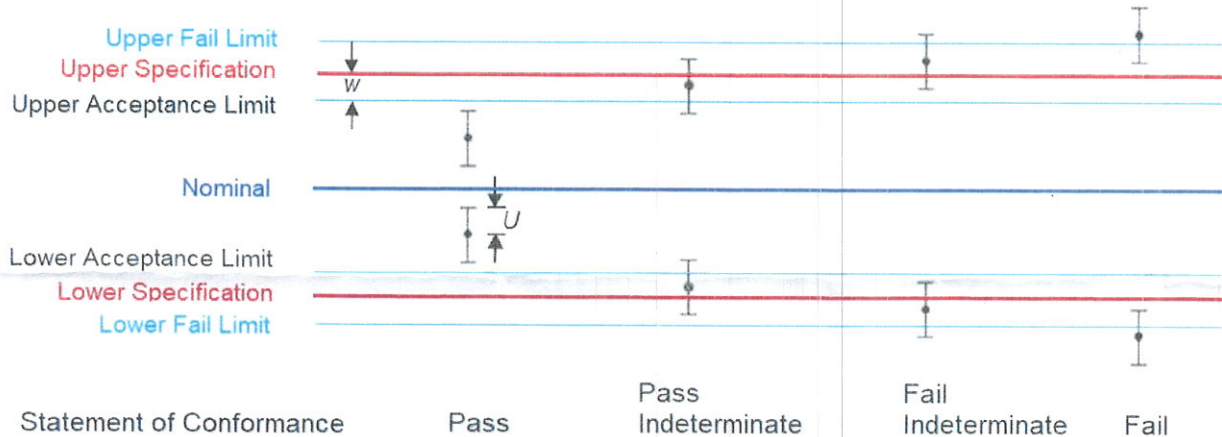 Upper Fail Limit
Upper Specification
W
Upper Acceptance Limit
Nominal
U
Lower Acceptance Limit
Lower Specification
Lower Fail Limit
Statement of Conformance
Pass
Pass
Indeterminate
Fail
Indeterminate
Fail